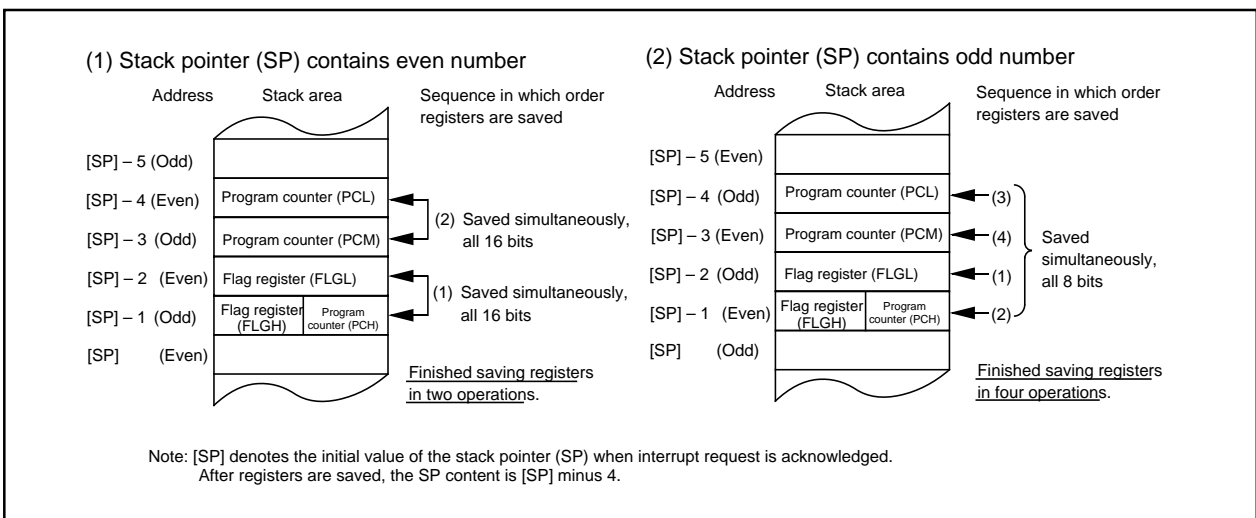 (1) Stack pointer (SP) contains even number
Address
Stack area
Sequence in which order
registers are saved
[SP] – 5 (Odd)
[SP] – 4 (Even)
Program counter (PCL)
[SP] – 3 (Odd)
Program counter (PCM)
(2) Saved simultaneously,
all 16 bits
[SP] – 2 (Even)
Flag register (FLGL)
[SP] – 1 (Odd)
Flag register
(FLGH)
Program
counter (PCH)
(1) Saved simultaneously,
all 16 bits
[SP] (Even)
Finished saving registers
in two operations.
(2) Stack pointer (SP) contains odd number
Address
Stack area
Sequence in which order
registers are saved
[SP] – 5 (Even)
[SP] – 4 (Odd)
Program counter (PCL)
(3)
[SP] – 3 (Even)
Program counter (PCM)
(4)
[SP] – 2 (Odd)
Flag register (FLGL)
(1)
[SP] – 1 (Even)
Flag register
(FLGH)
Program
counter (PCH)
(2)
Saved
simultaneously,
all 8 bits
[SP] (Odd)
Finished saving registers
in four operations.
Note: [SP] denotes the initial value of the stack pointer (SP) when interrupt request is acknowledged.
After registers are saved, the SP content is [SP] minus 4.